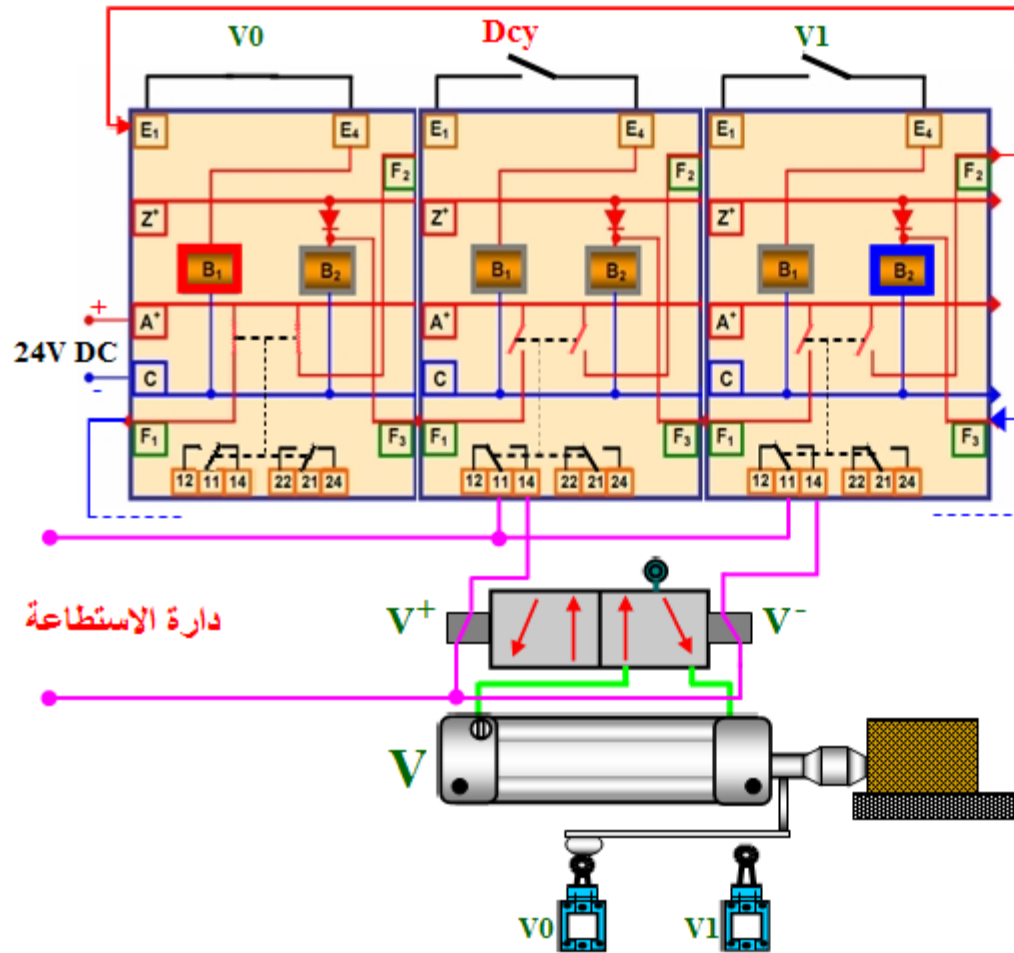 V0 Dcy V1
E1 E4 E1 E4 E1 E4
F2 F2 F2
Z+ Z+ Z+
B1 B2 B1 B2 B1 B2
+ A+ A+ A+
24V DC
- C C C
F1 F3 F1 F3 F1 F3
12 11 14 22 21 24 12 11 14 22 21 24 12 11 14 22 21 24
دارة الاستطاعة
V+ V-
V
V0 V1